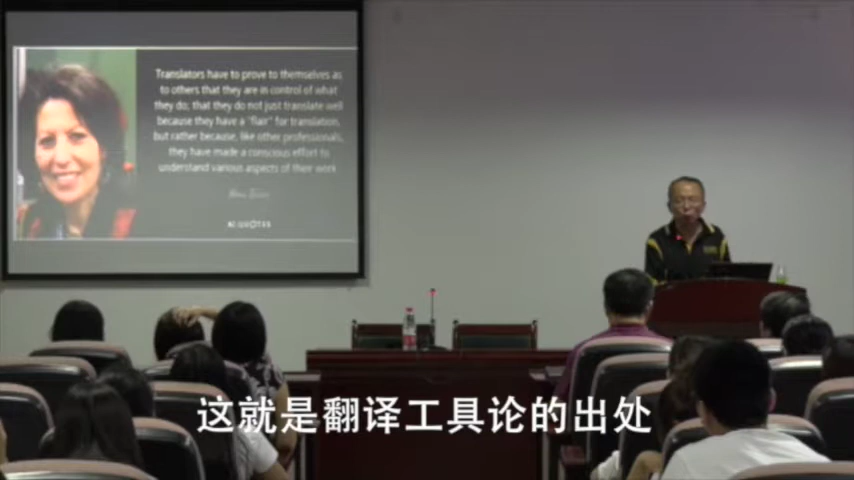 Translators have to prove to themselves as
to others that they are in control of what
they do; that they do not just translate well
because they have a "flair" for translation,
but rather because, like other professionals,
they have made a conscious effort to
understand various aspects of their work
这就是翻译工具论的出处